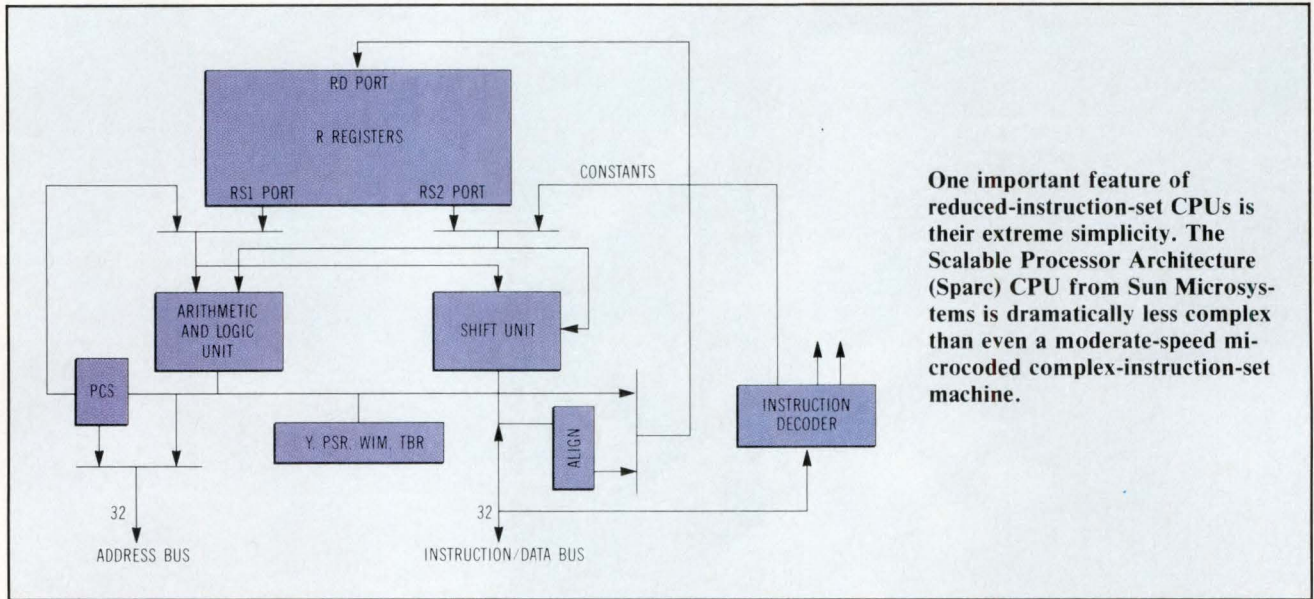 RD PORT
R REGISTERS
CONSTANTS
RS1 PORT
RS2 PORT
ARITHMETIC
AND LOGIC
UNIT
SHIFT UNIT
PCS
INSTRUCTION
DECODER
Y, PSR, WIM, TBR
ALIGN
32
32
ADDRESS BUS
INSTRUCTION/DATA BUS
One important feature of
reduced-instruction-set CPUs is
their extreme simplicity. The
Scalable Processor Architecture
(Sparc) CPU from Sun Microsys-
tems is dramatically less complex
than even a moderate-speed mi-
crocoded complex-instruction-set
machine.